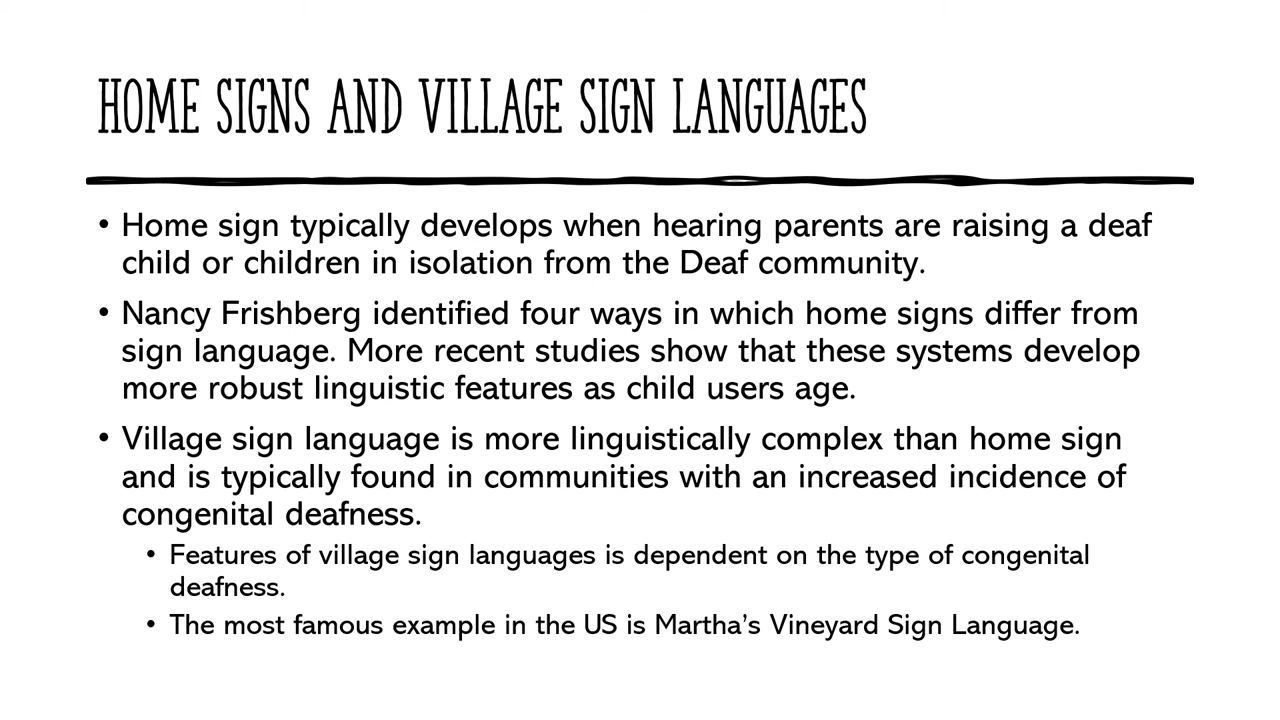 HOME SIGNS AND VILLAGE SIGN LANGUAGES
• Home sign typically develops when hearing parents are raising a deaf
child or children in isolation from the Deaf community.
• Nancy Frishberg identified four ways in which home signs differ from
sign language. More recent studies show that these systems develop
more robust linguistic features as child users age.
• Village sign language is more linguistically complex than home sign
and is typically found in communities with an increased incidence of
congenital deafness.
• Features of village sign languages is dependent on the type of congenital
deafness.
• The most famous example in the US is Martha’s Vineyard Sign Language.